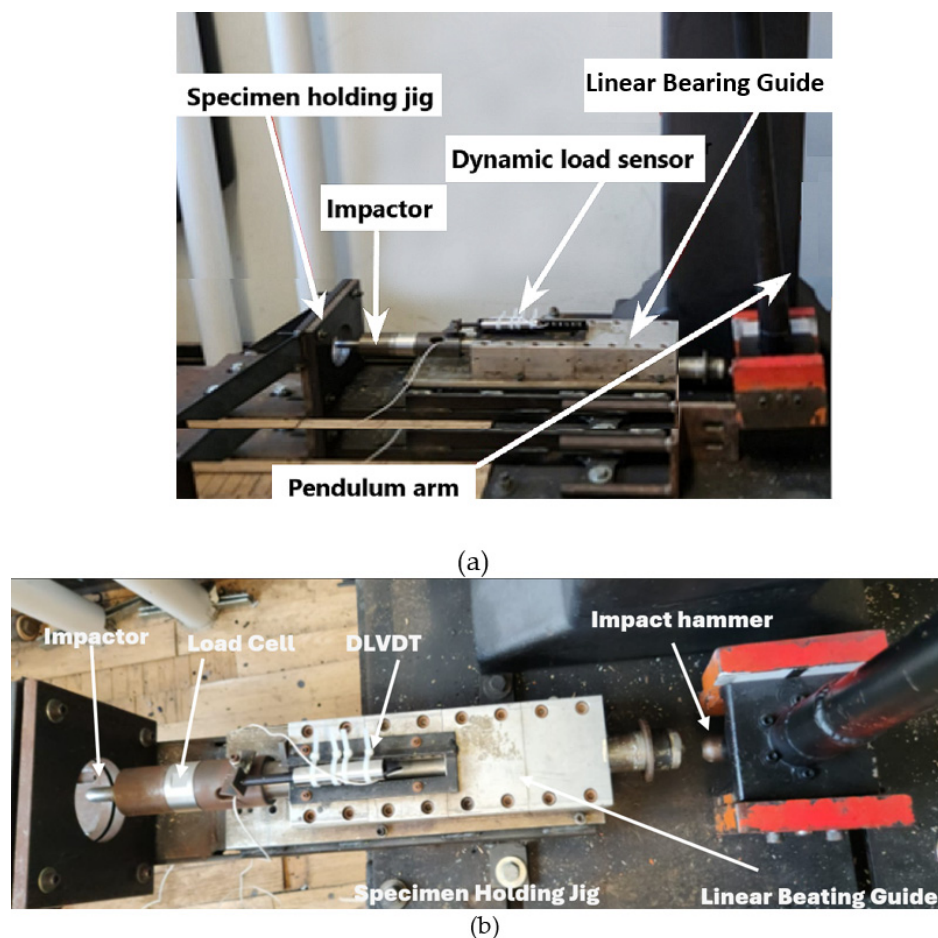 Specimen holding jig
Linear Bearing Guide
Dynamic load sensor
Impactor
Pendulum arm
(a)
Impactor
Load Cell
DLVDT
Impact hammer
Specimen Holding Jig
Linear Beating Guide
(b)